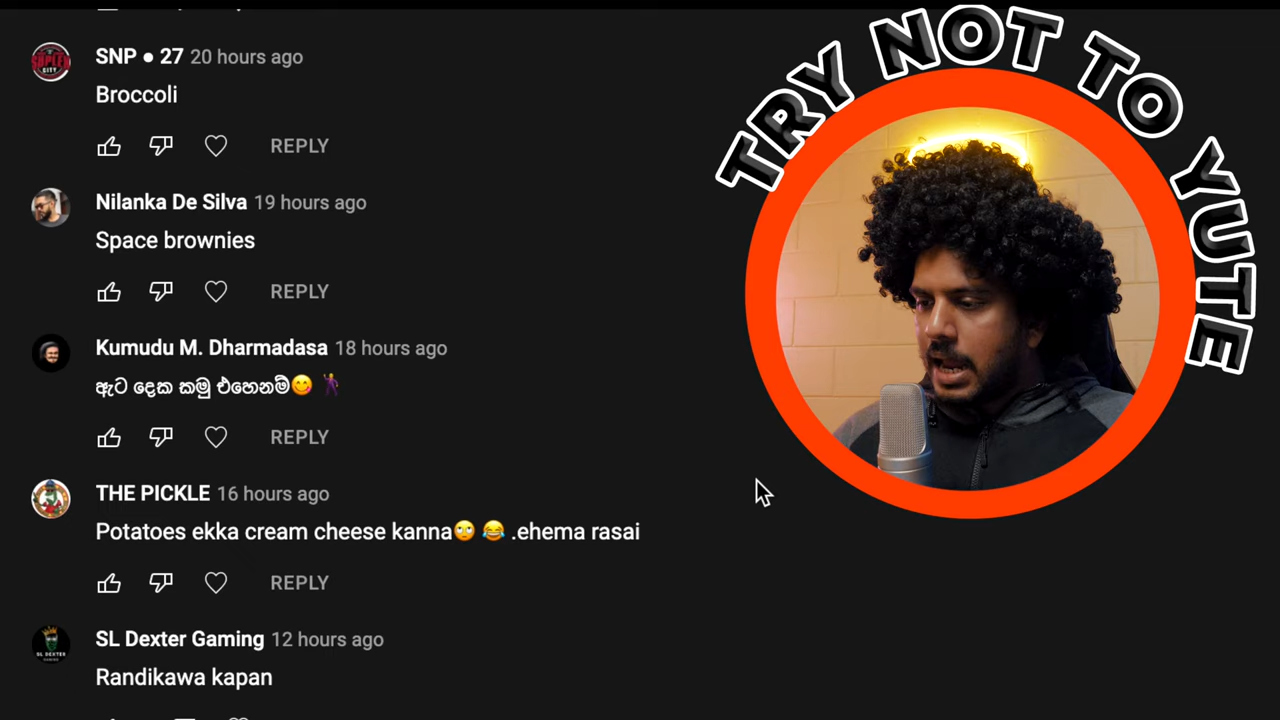 TRY NOT TO YUTE
SNP • 27 20 hours ago
Broccoli
REPLY
Nilanka De Silva 19 hours ago
Space brownies
REPLY
Kumudu M. Dharmadasa 18 hours ago
ඇට දෙක කමු එහෙනම්😋 🕺
REPLY
THE PICKLE 16 hours ago
Potatoes ekka cream cheese kanna🙄 😂 .ehema rasai
REPLY
SL Dexter Gaming 12 hours ago
Randikawa kapan